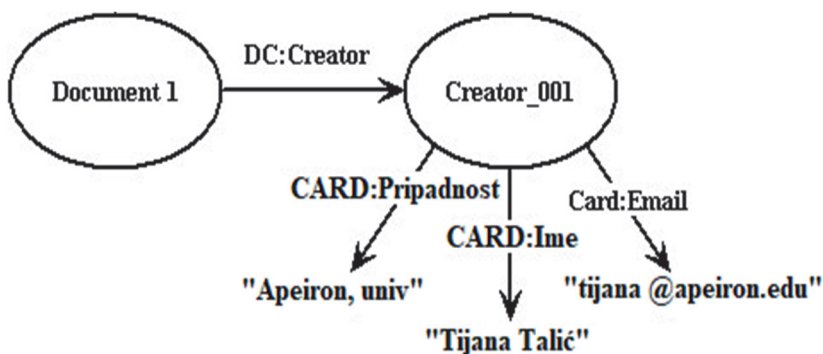 DC:Creator
Document 1
Creator_001
CARD:Pripadnost
Card:Email
CARD:Ime
"Apeiron, univ"
"tijana @apeiron.edu"
"Tijana Talić"